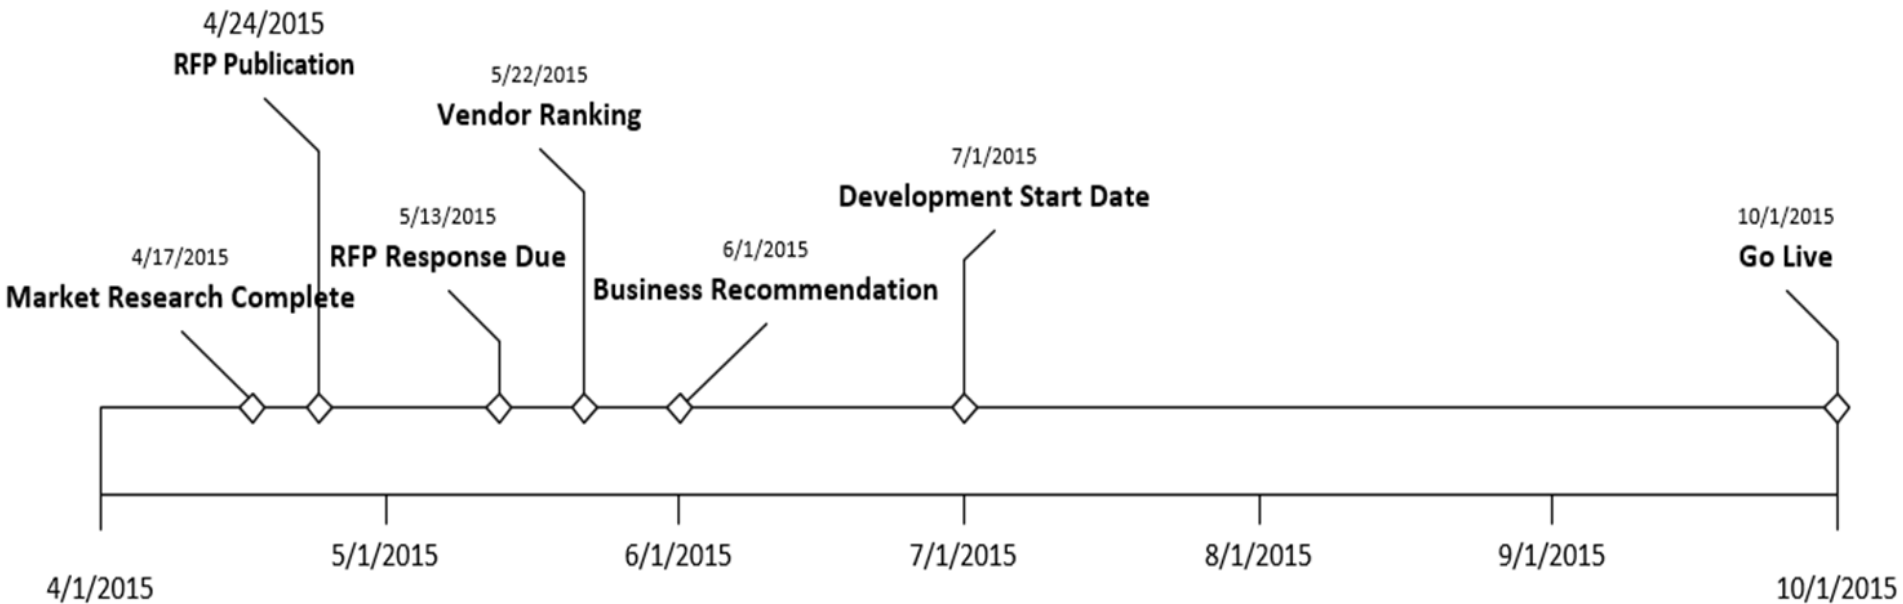 4/24/2015
RFP Publication
5/22/2015
Vendor Ranking
7/1/2015
Development Start Date
5/13/2015
RFP Response Due
10/1/2015
Go Live
4/17/2015
Market Research Complete
6/1/2015
Business Recommendation
5/1/2015
6/1/2015
7/1/2015
8/1/2015
9/1/2015
4/1/2015
10/1/2015